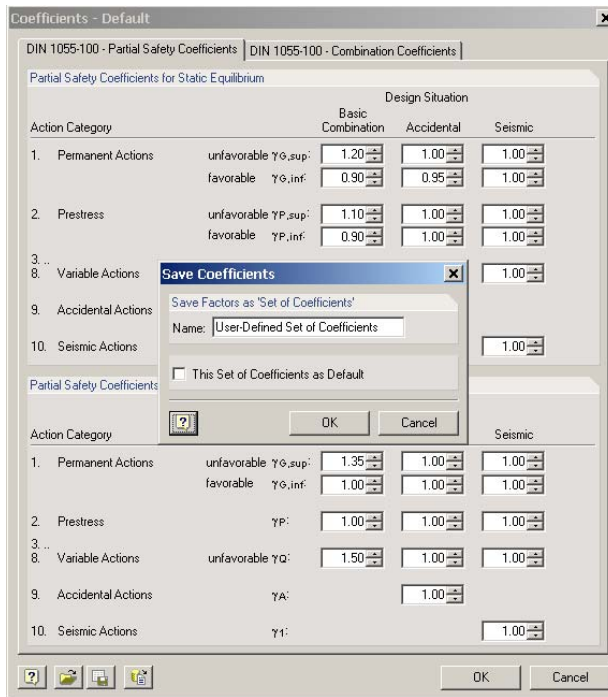 Coefficients - Default
DIN 1055-100 - Partial Safety Coefficients DIN 1055-100 - Combination Coefficients
Partial Safety Coefficients for Static Equilibrium
Design Situation
Basic
Action Category Combination Accidental Seismic
1. Permanent Actions unfavorable γG,sup: 1.20 1.00 1.00
favorable γG,inf: 0.90 0.95 1.00
2. Prestress unfavorable γP,sup: 1.10 1.00 1.00
favorable γP,inf: 0.90 1.00 1.00
3. ..
8. Variable Actions 1.00
9. Accidental Actions
10. Seismic Actions 1.00
Save Coefficients
Save Factors as 'Set of Coefficients'
Name: User-Defined Set of Coefficients
This Set of Coefficients as Default
OK Cancel
Partial Safety Coefficients
Action Category Seismic
1. Permanent Actions unfavorable γG,sup: 1.35 1.00 1.00
favorable γG,inf: 1.00 1.00 1.00
2. Prestress γP: 1.00 1.00 1.00
3. ..
8. Variable Actions unfavorable γQ: 1.50 1.00 1.00
9. Accidental Actions γA: 1.00
10. Seismic Actions γ1: 1.00
OK Cancel